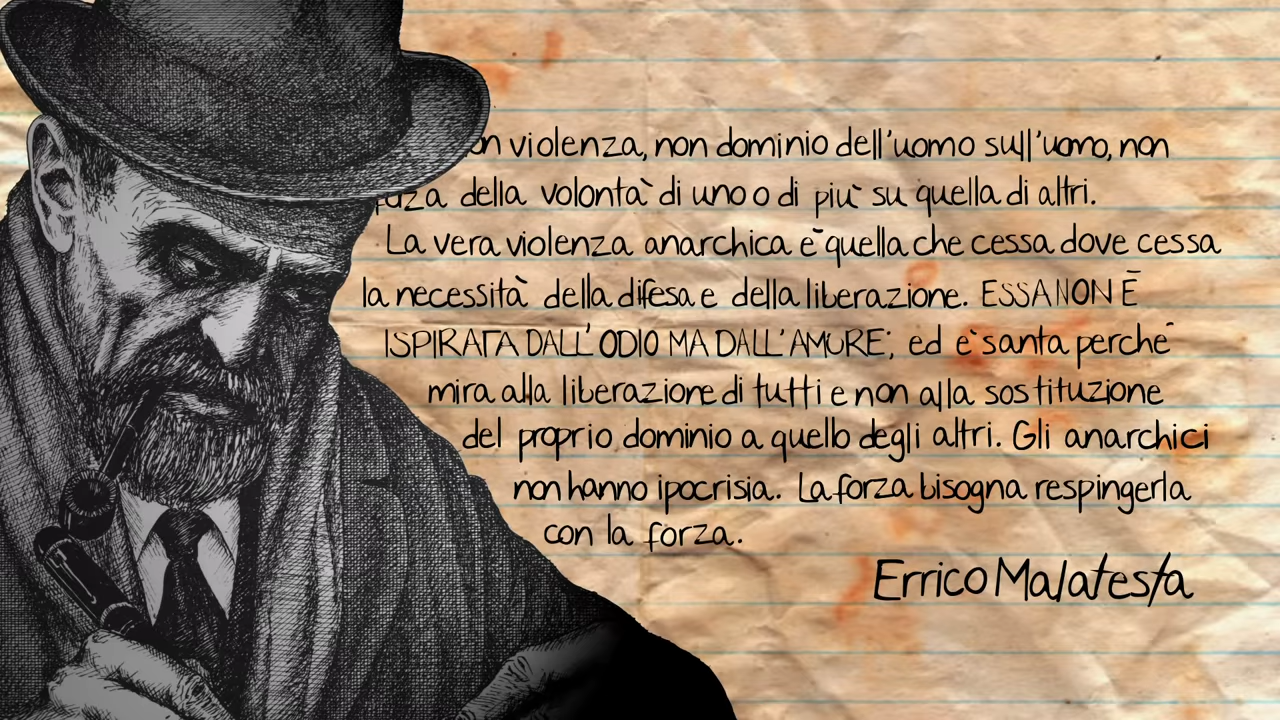 on violenza, non dominio dell'uomo sull'uomo, non
della volontà di uno o di più su quella di altri.
La vera violenza anarchica è quella che cessa dove cessa
la necessità della difesa e della liberazione. ESSA NON È
ISPIRATA DALL'ODIO MA DALL'AMORE; ed è santa perché
mira alla liberazione di tutti e non alla sostituzione
del proprio dominio a quello degli altri. Gli anarchici
non hanno ipocrisia. La forza bisogna respingerla
con la forza.
Errico Malatesta